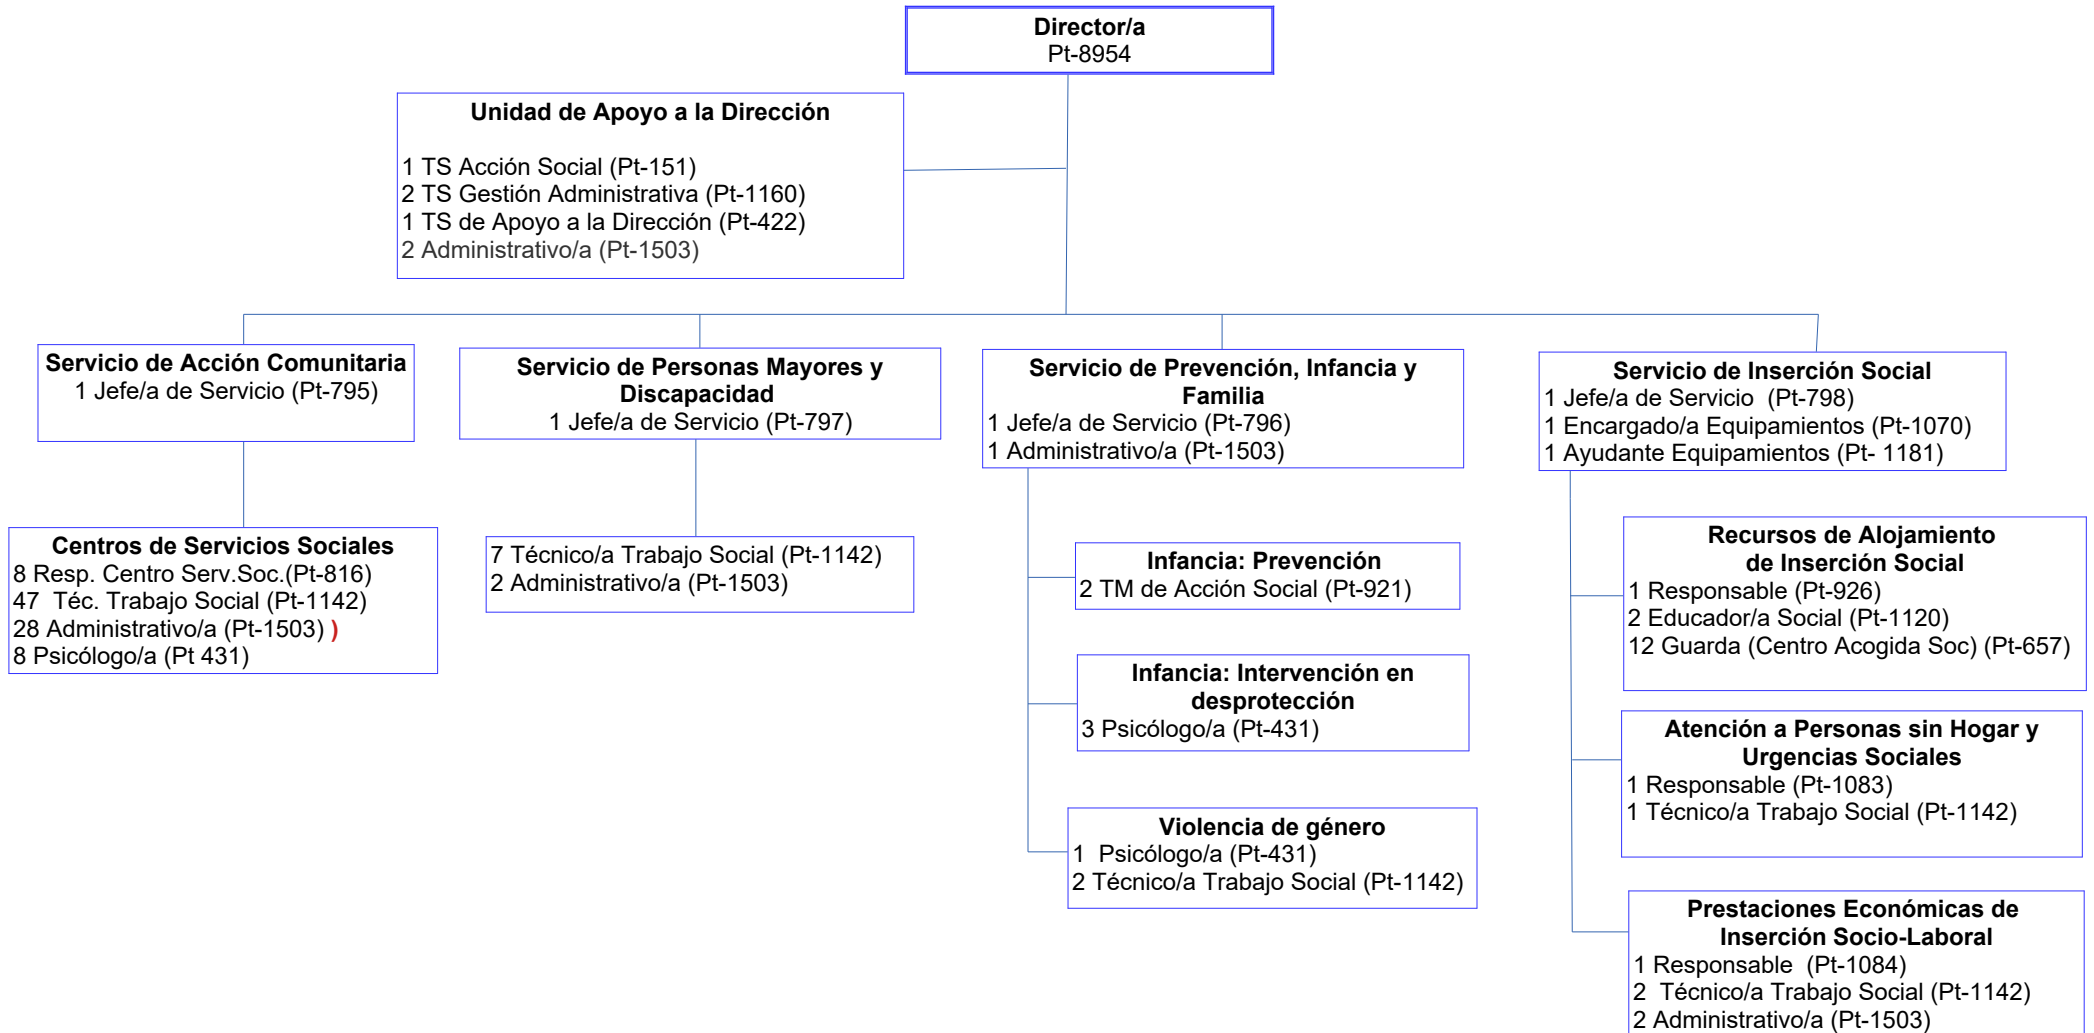 Director/a
Pt-8954
Unidad de Apoyo a la Dirección
1 TS Acción Social (Pt-151)
2 TS Gestión Administrativa (Pt-1160)
1 TS de Apoyo a la Dirección (Pt-422)
2 Administrativo/a (Pt-1503)
Servicio de Acción Comunitaria
1 Jefe/a de Servicio (Pt-795)
Centros de Servicios Sociales
8 Resp. Centro Serv.Soc.(Pt-816)
47  Téc. Trabajo Social (Pt-1142)
28 Administrativo/a (Pt-1503) )
8 Psicólogo/a (Pt 431)
Servicio de Personas Mayores y
Discapacidad
1 Jefe/a de Servicio (Pt-797)
7 Técnico/a Trabajo Social (Pt-1142)
2 Administrativo/a (Pt-1503)
Servicio de Prevención, Infancia y
Familia
1 Jefe/a de Servicio (Pt-796)
1 Administrativo/a (Pt-1503)
Infancia: Prevención
2 TM de Acción Social (Pt-921)
Infancia: Intervención en
desprotección
3 Psicólogo/a (Pt-431)
Violencia de género
1  Psicólogo/a (Pt-431)
2 Técnico/a Trabajo Social (Pt-1142)
Servicio de Inserción Social
1 Jefe/a de Servicio  (Pt-798)
1 Encargado/a Equipamientos (Pt-1070)
1 Ayudante Equipamientos (Pt- 1181)
Recursos de Alojamiento
de Inserción Social
1 Responsable (Pt-926)
2 Educador/a Social (Pt-1120)
12 Guarda (Centro Acogida Soc) (Pt-657)
Atención a Personas sin Hogar y
Urgencias Sociales
1 Responsable (Pt-1083)
1 Técnico/a Trabajo Social (Pt-1142)
Prestaciones Económicas de
Inserción Socio-Laboral
1 Responsable  (Pt-1084)
2  Técnico/a Trabajo Social (Pt-1142)
2 Administrativo/a (Pt-1503)